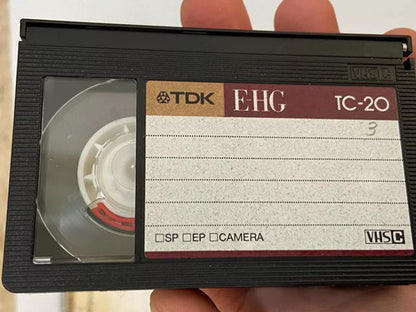 VHS C
TDK E-HG TC-20
3
□SP □EP □CAMERA VHS C